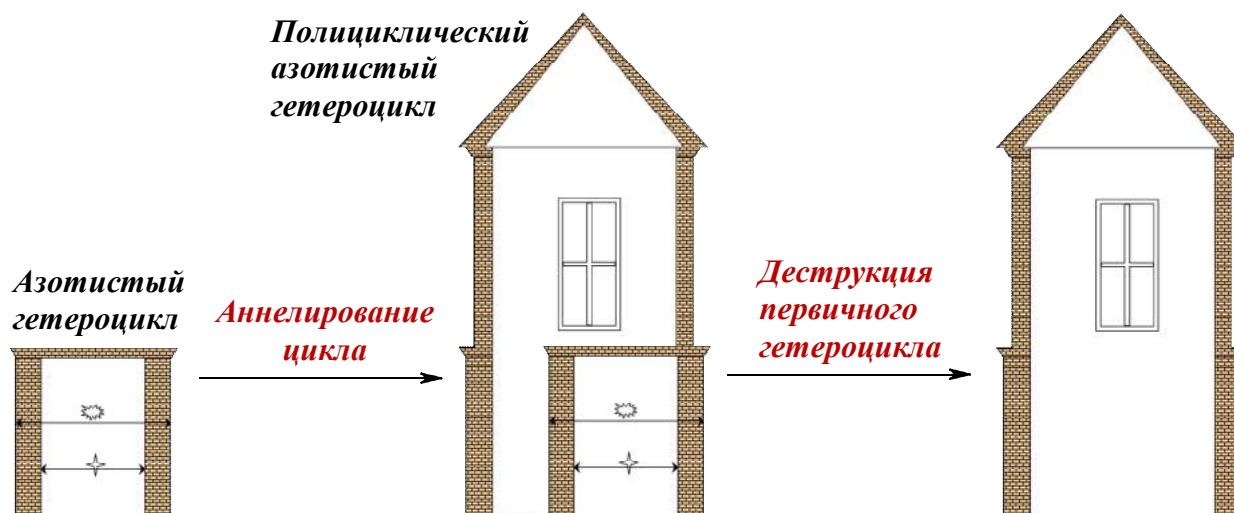 Полициклический
азотистый
гетероцикл
Азотистый
гетероцикл
Аннелирование
цикла
Деструкция
первичного
гетероцикла